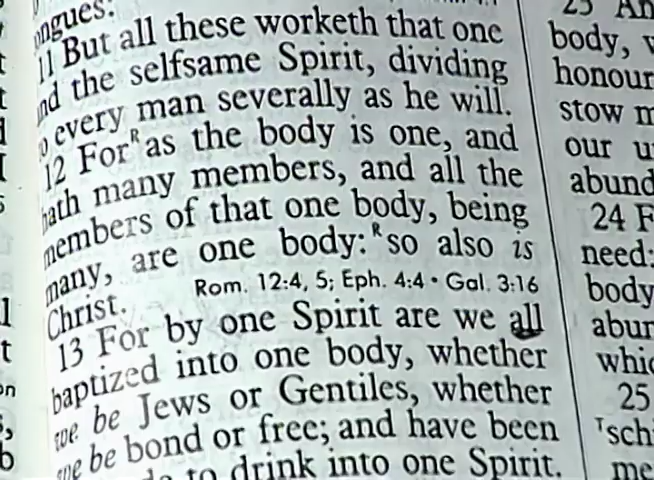 ongues:
11 But all these worketh that one
nd the selfsame Spirit, dividing
o every man severally as he will.
12 For R as the body is one, and
hath many members, and all the
members of that one body, being
many, are one body: R so also is
Christ. Rom. 12:4, 5; Eph. 4:4 • Gal. 3:16
13 For by one Spirit are we all
baptized into one body, whether
we be Jews or Gentiles, whether
we be bond or free; and have been
to drink into one Spirit.
body,
honour
stow m
our u
abund
24 F
need:
body
abun
whic
25
T sch
me